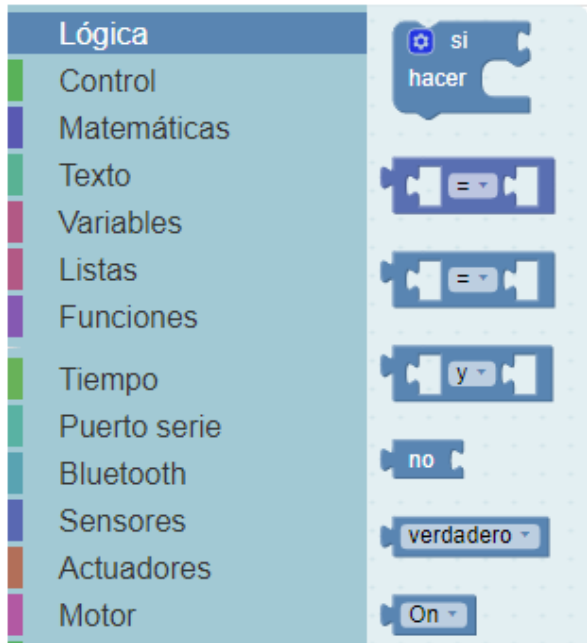 Lógica
Control
Matemáticas
Texto
Variables
Listas
Funciones
Tiempo
Puerto serie
Bluetooth
Sensores
Actuadores
Motor
si
hacer
=
=
y
no
verdadero
On